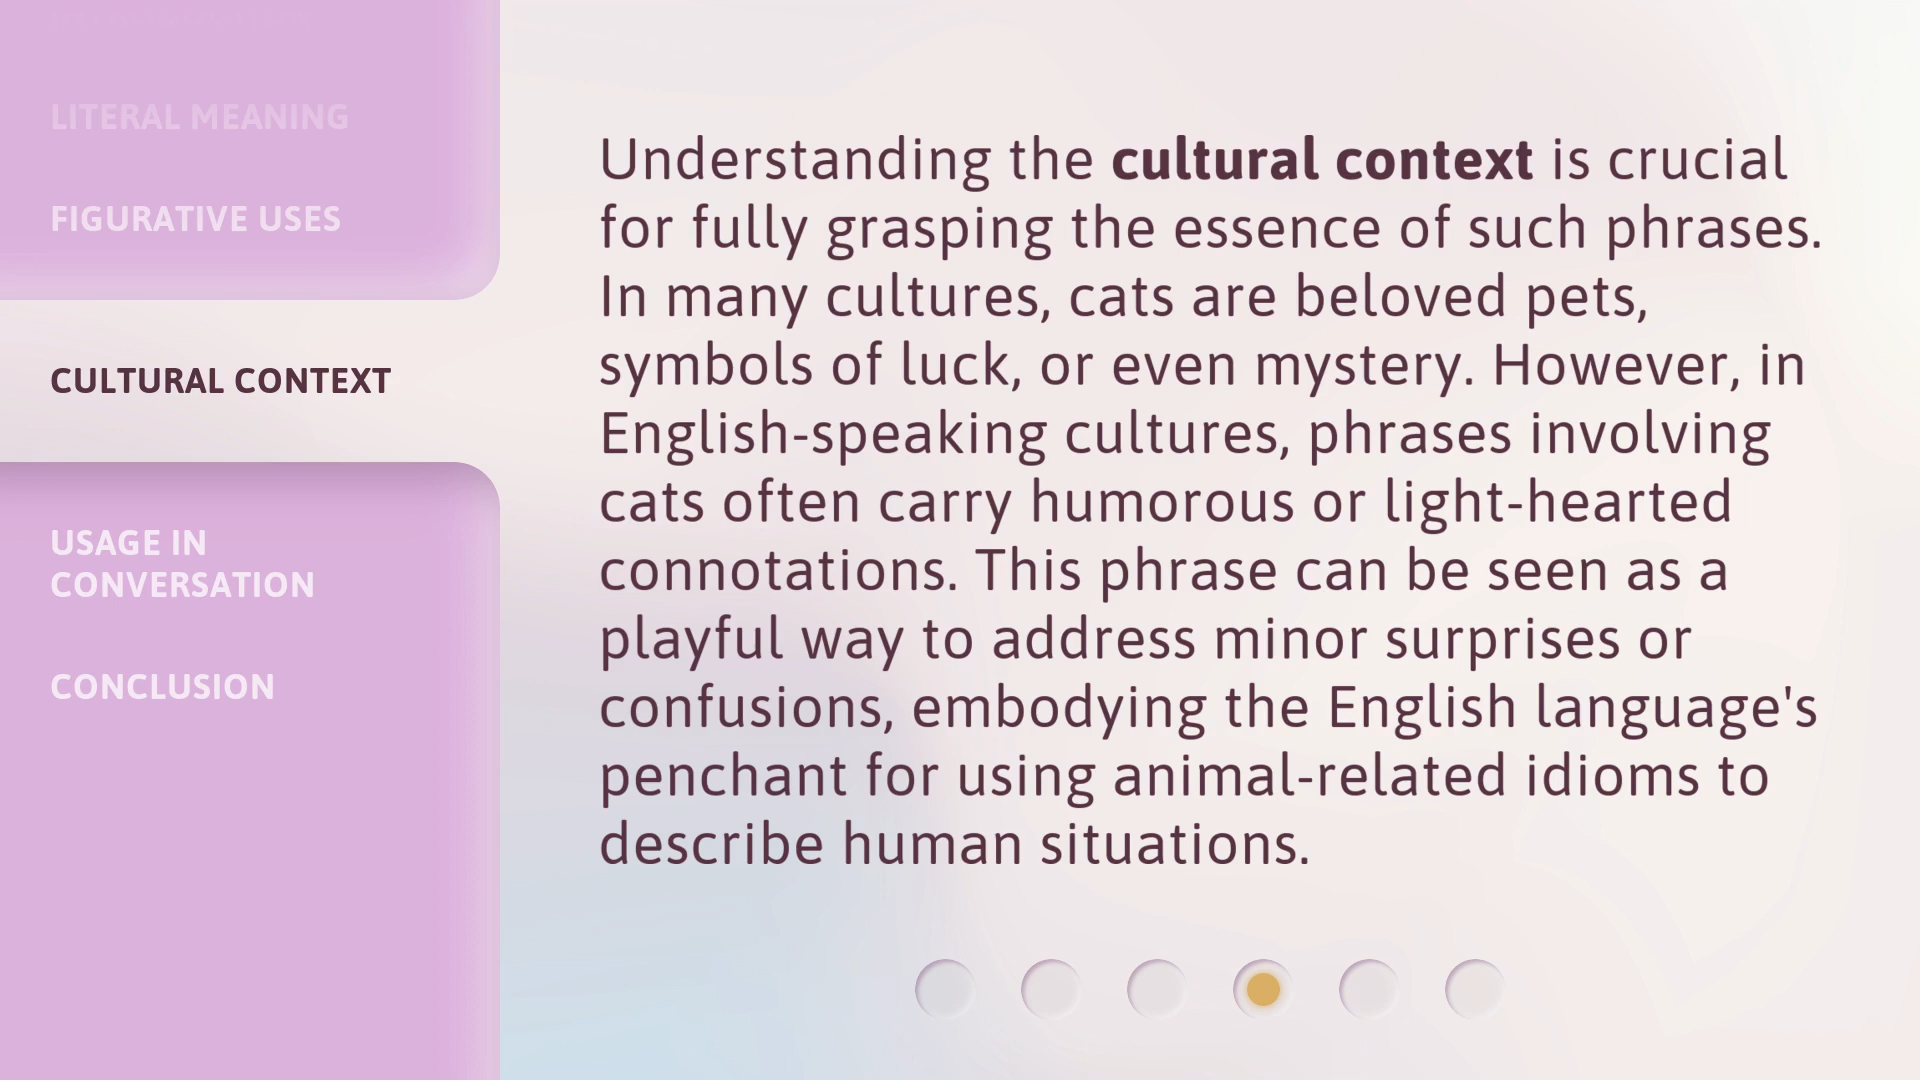 LITERAL MEANING
FIGURATIVE USES
CULTURAL CONTEXT
USAGE IN
CONVERSATION
CONCLUSION
Understanding the cultural context is crucial
for fully grasping the essence of such phrases.
In many cultures, cats are beloved pets,
symbols of luck, or even mystery. However, in
English-speaking cultures, phrases involving
cats often carry humorous or light-hearted
connotations. This phrase can be seen as a
playful way to address minor surprises or
confusions, embodying the English language's
penchant for using animal-related idioms to
describe human situations.